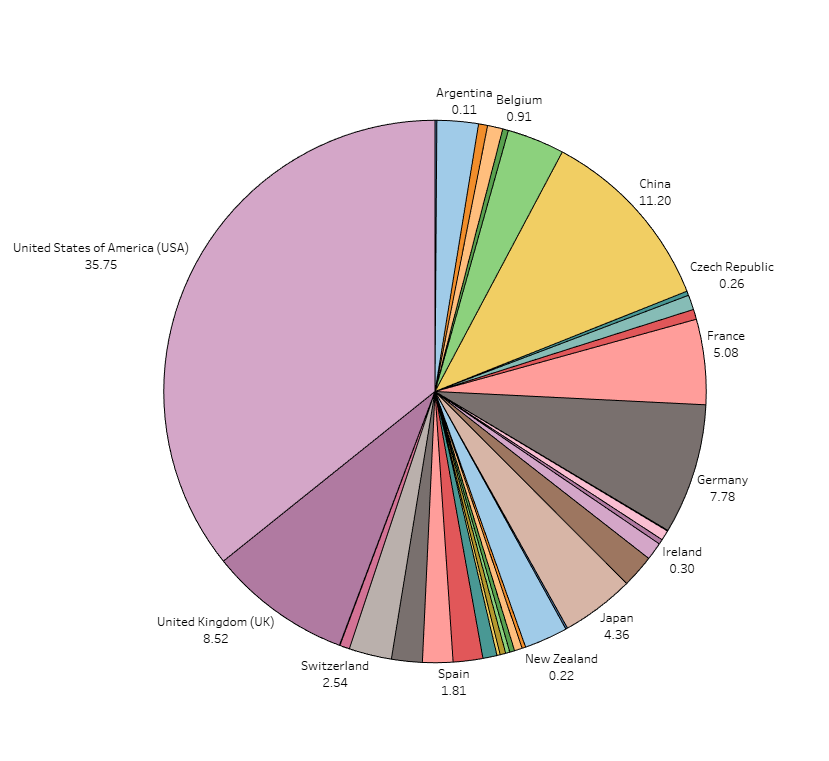 Argentina
0.11
Belgium
0.91
China
11.20
Czech Republic
0.26
France
5.08
Germany
7.78
Ireland
0.30
Japan
4.36
New Zealand
0.22
Spain
1.81
Switzerland
2.54
United Kingdom (UK)
8.52
United States of America (USA)
35.75